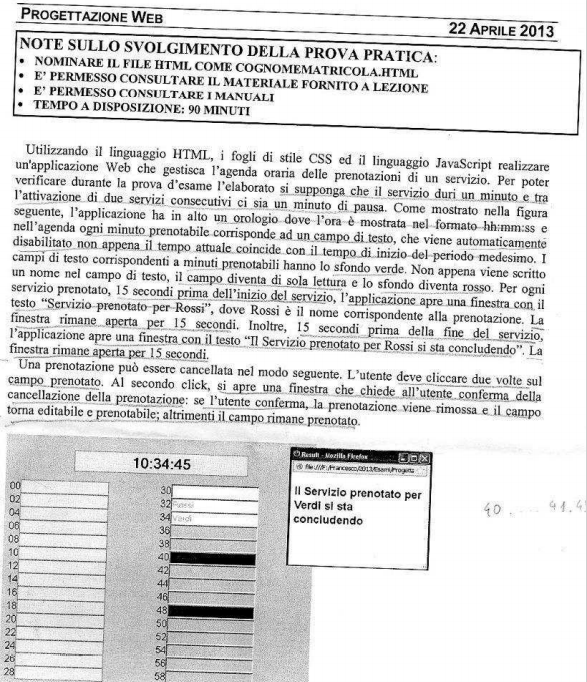 PROGETTAZIONE WEB
22 APRILE 2013
NOTE SULLO SVOLGIMENTO DELLA PROVA PRATICA:
• NOMINARE IL FILE HTML COME COGNOMEMATRICOLA.HTML
• E' PERMESSO CONSULTARE IL MATERIALE FORNITO A LEZIONE
• E' PERMESSO CONSULTARE I MANUALI
• TEMPO A DISPOSIZIONE: 90 MINUTI
Utilizzando il linguaggio HTML, i fogli di stile CSS ed il linguaggio JavaScript realizzare
un'applicazione Web che gestisca l'agenda oraria delle prenotazioni di un servizio. Per poter
verificare durante la prova d'esame l'elaborato si supponga che il servizio duri un minuto e tra
l'attivazione di due servizi consecutivi ci sia un minuto di pausa. Come mostrato nella figura
seguente, l'applicazione ha in alto un orologio dove l'ora è mostrata nel formato hh:mm:ss e
nell'agenda ogni minuto prenotabile corrisponde ad un campo di testo, che viene automaticamente
disabilitato non appena il tempo attuale coincide con il tempo di inizio del periodo medesimo. I
campi di testo corrispondenti a minuti prenotabili hanno lo sfondo verde. Non appena viene scritto
un nome nel campo di testo, il campo diventa di sola lettura e lo sfondo diventa rosso. Per ogni
servizio prenotato, 15 secondi prima dell'inizio del servizio, l'applicazione apre una finestra con il
testo "Servizio prenotato per Rossi", dove Rossi è il nome corrispondente alla prenotazione. La
finestra rimane aperta per 15 secondi. Inoltre, 15 secondi prima della fine del servizio,
l'applicazione apre una finestra con il testo "Il Servizio prenotato per Rossi si sta concludendo". La
finestra rimane aperta per 15 secondi.
Una prenotazione può essere cancellata nel modo seguente. L'utente deve cliccare due volte sul
campo prenotato. Al secondo click, si apre una finestra che chiede all'utente conferma della
cancellazione della prenotazione: se l'utente conferma, la prenotazione viene rimossa e il campo
torna editabile e prenotabile; altrimenti il campo rimane prenotato.
10:34:45
00
02
04
06
08
10
12
14
16
18
20
22
24
26
28
30
32
34 Verdi
36
38
40
42
44
46
48
50
52
54
56
58
Result - Mozilla Firefox
file:///F:/Francesco/2013/Esami/Progetta
Il Servizio prenotato per
Verdi si sta
concludendo
40 ....